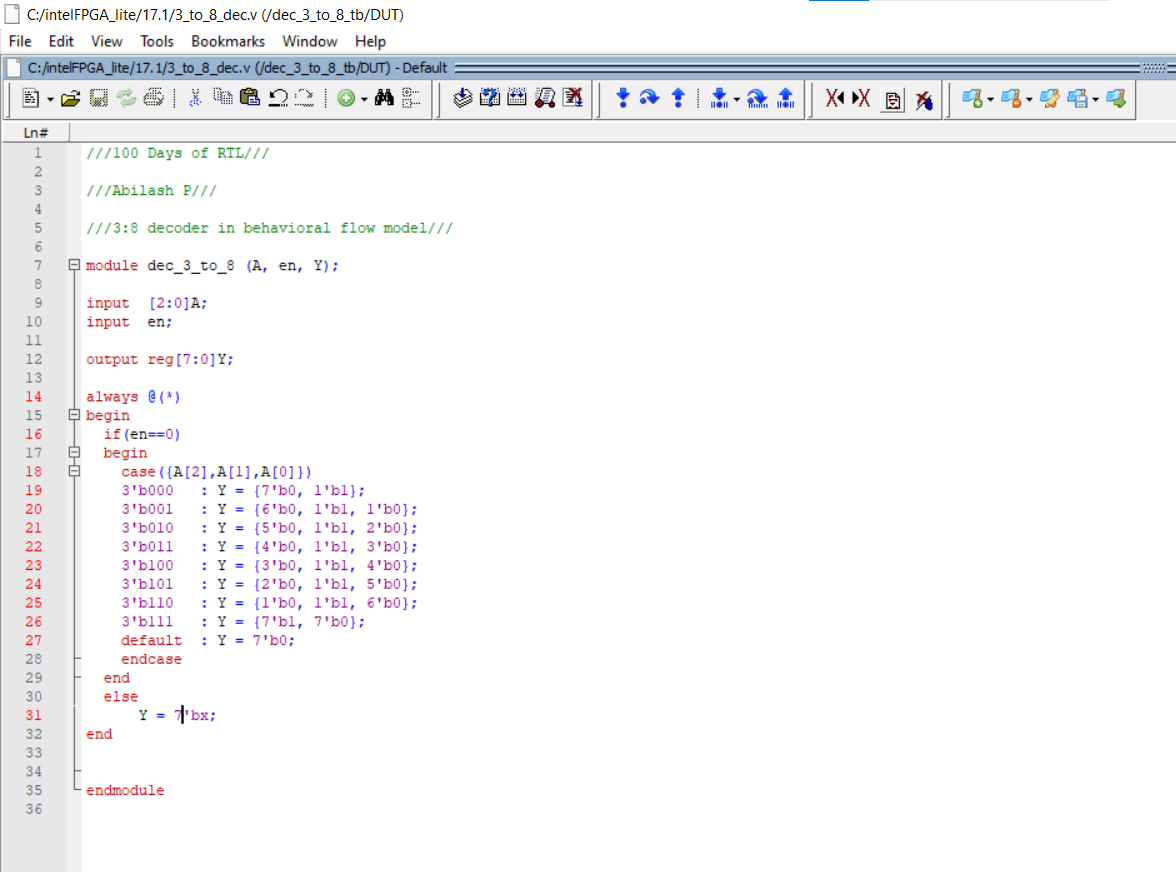 C:/intelFPGA_lite/17.1/3_to_8_dec.v (/dec_3_to_8_tb/DUT)
File Edit View Tools Bookmarks Window Help
C:/intelFPGA_lite/17.1/3_to_8_dec.v (/dec_3_to_8_tb/DUT) - Default
Ln#
1 ///100 Days of RTL///
2
3 ///Abilash P///
4
5 ///3:8 decoder in behavioral flow model///
6
7 module dec_3_to_8 (A, en, Y);
8
9 input  [2:0]A;
10 input  en;
11
12 output reg[7:0]Y;
13
14 always @(*)
15 begin
16   if(en==0)
17   begin
18     case({A[2],A[1],A[0]})
19     3'b000   : Y = {7'b0, 1'b1};
20     3'b001   : Y = {6'b0, 1'b1, 1'b0};
21     3'b010   : Y = {5'b0, 1'b1, 2'b0};
22     3'b011   : Y = {4'b0, 1'b1, 3'b0};
23     3'b100   : Y = {3'b0, 1'b1, 4'b0};
24     3'b101   : Y = {2'b0, 1'b1, 5'b0};
25     3'b110   : Y = {1'b0, 1'b1, 6'b0};
26     3'b111   : Y = {7'b1, 7'b0};
27     default  : Y = 7'b0;
28     endcase
29   end
30   else
31       Y = 7'bx;
32 end
33
34
35 endmodule
36